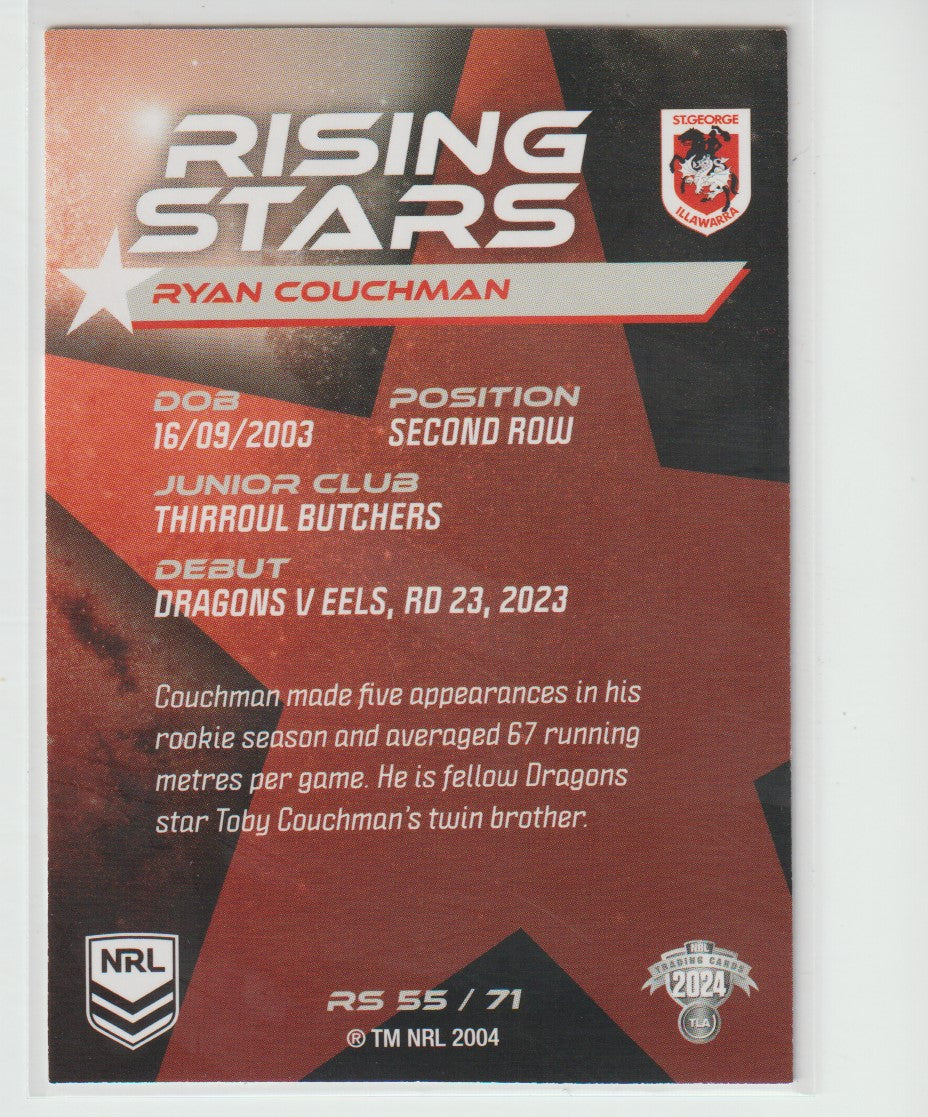 RISING
STARS
ST.GEORGE
ILLAWARRA
RYAN COUCHMAN
DOB
16/09/2003
POSITION
SECOND ROW
JUNIOR CLUB
THIRROUL BUTCHERS
DEBUT
DRAGONS V EELS, RD 23, 2023
Couchman made five appearances in his
rookie season and averaged 67 running
metres per game. He is fellow Dragons
star Toby Couchman's twin brother.
NRL
RS 55 / 71
® TM NRL 2004
NRL
TRADING CARDS
2024
TLA